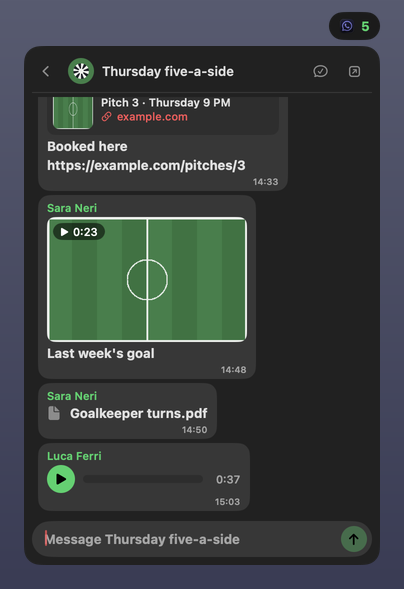 5
Thursday five-a-side
Pitch 3 · Thursday 9 PM
example.com
Booked here
https://example.com/pitches/3
14:33
Sara Neri
0:23
Last week's goal
14:48
Sara Neri
Goalkeeper turns.pdf
14:50
Luca Ferri
0:37
15:03
Message Thursday five-a-side